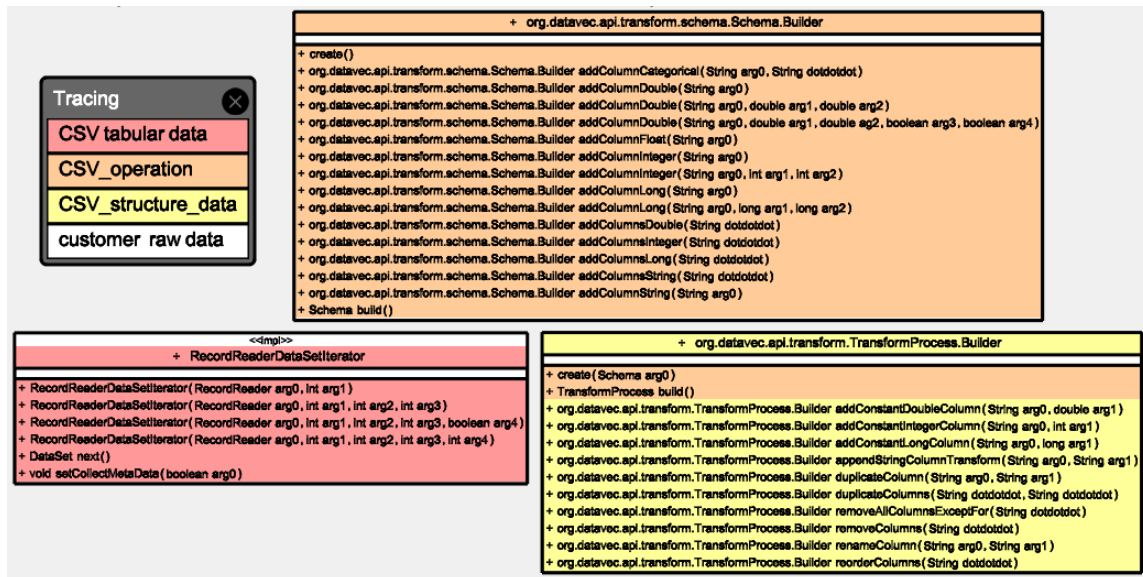 + org.datavec.api.transform.schema.Schema.Builder
+ create()
+ org.datavec.api.transform.schema.Schema.Builder addColumnCategorical(String arg0, String dotdotdot)
+ org.datavec.api.transform.schema.Schema.Builder addColumnDouble(String arg0)
+ org.datavec.api.transform.schema.Schema.Builder addColumnDouble(String arg0, double arg1, double arg2)
+ org.datavec.api.transform.schema.Schema.Builder addColumnDouble(String arg0, double arg1, double ag2, boolean arg3, boolean arg4)
+ org.datavec.api.transform.schema.Schema.Builder addColumnFloat(String arg0)
+ org.datavec.api.transform.schema.Schema.Builder addColumnInteger(String arg0)
+ org.datavec.api.transform.schema.Schema.Builder addColumnInteger(String arg0, int arg1, int arg2)
+ org.datavec.api.transform.schema.Schema.Builder addColumnLong(String arg0)
+ org.datavec.api.transform.schema.Schema.Builder addColumnLong(String arg0, long arg1, long arg2)
+ org.datavec.api.transform.schema.Schema.Builder addColumnsDouble(String dotdotdot)
+ org.datavec.api.transform.schema.Schema.Builder addColumnsInteger(String dotdotdot)
+ org.datavec.api.transform.schema.Schema.Builder addColumnsLong(String dotdotdot)
+ org.datavec.api.transform.schema.Schema.Builder addColumnsString(String dotdotdot)
+ org.datavec.api.transform.schema.Schema.Builder addColumnString(String arg0)
+ Schema build()
Tracing
CSV tabular data
CSV_operation
CSV_structure_data
customer raw data
<<impl>>
+ RecordReaderDataSetIterator
+ RecordReaderDataSetIterator(RecordReader arg0, int arg1)
+ RecordReaderDataSetIterator(RecordReader arg0, int arg1, int arg2, int arg3)
+ RecordReaderDataSetIterator(RecordReader arg0, int arg1, int arg2, int arg3, boolean arg4)
+ RecordReaderDataSetIterator(RecordReader arg0, int arg1, int arg2, int arg3, int arg4)
+ DataSet next()
+ void setCollectMetaData(boolean arg0)
+ org.datavec.api.transform.TransformProcess.Builder
+ create(Schema arg0)
+ TransformProcess build()
+ org.datavec.api.transform.TransformProcess.Builder addConstantDoubleColumn(String arg0, double arg1)
+ org.datavec.api.transform.TransformProcess.Builder addConstantIntegerColumn(String arg0, int arg1)
+ org.datavec.api.transform.TransformProcess.Builder addConstantLongColumn(String arg0, long arg1)
+ org.datavec.api.transform.TransformProcess.Builder appendStringColumnTransform(String arg0, String arg1)
+ org.datavec.api.transform.TransformProcess.Builder duplicateColumn(String arg0, String arg1)
+ org.datavec.api.transform.TransformProcess.Builder duplicateColumns(String dotdotdot, String dotdotdot)
+ org.datavec.api.transform.TransformProcess.Builder removeAllColumnsExceptFor(String dotdotdot)
+ org.datavec.api.transform.TransformProcess.Builder removeColumns(String dotdotdot)
+ org.datavec.api.transform.TransformProcess.Builder renameColumn(String arg0, String arg1)
+ org.datavec.api.transform.TransformProcess.Builder reorderColumns(String dotdotdot)